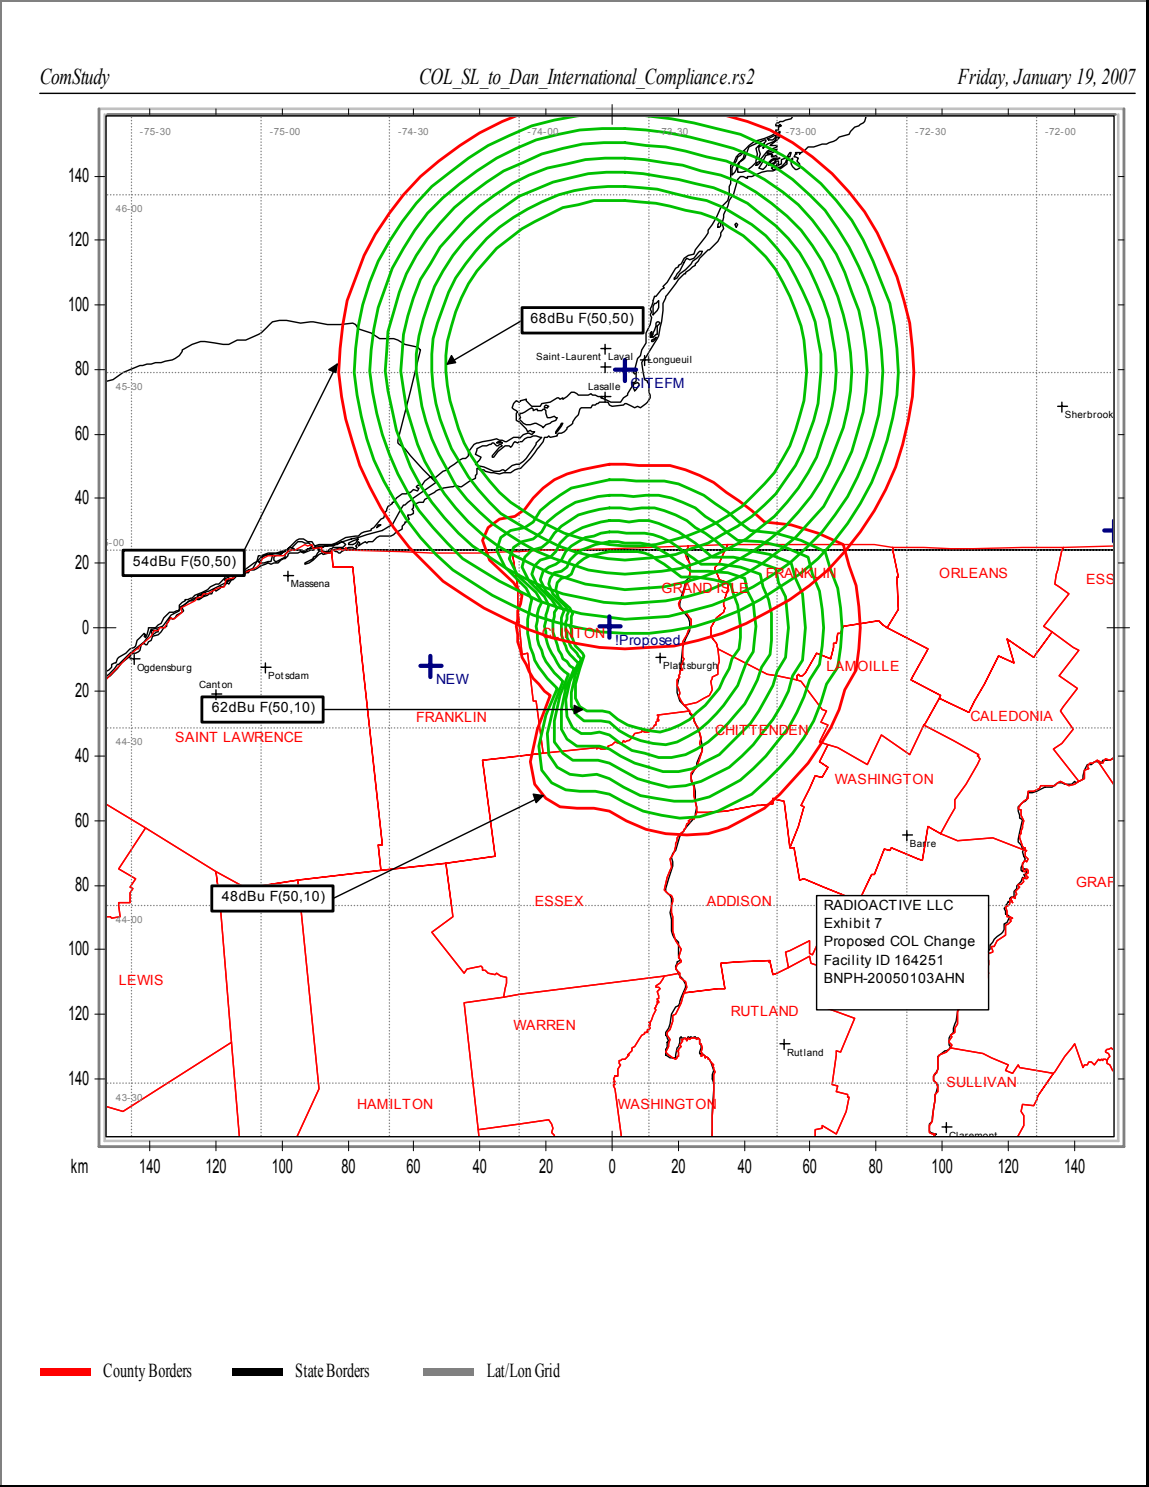 ComStudy COL_SL_to_Dan_International_Compliance.rs2 Friday, January 19, 2007
-75-30 -75-00 -74-30 -74-00 -73-30 -73-00 -72-30 -72-00
140
46-00
120
100
68dBu F(50,50)
Saint-Laurent Laval Longueuil
80
45-30
CITEFM
Lasalle
Sherbrook
60
40
-00
54dBu F(50,50)
20
Massena
GRAND ISLE
FRANKLIN
ORLEANS
ESS
0
CLINTON
!Proposed
Ogdensburg
Potsdam
Plattsburgh
LAMOILLE
NEW
Canton
20
62dBu F(50,10)
FRANKLIN
CALEDONIA
SAINT LAWRENCE
44-30
CHITTENDEN
40
WASHINGTON
60
Barre
80
48dBu F(50,10)
ESSEX
ADDISON
GRAF
44-00
RADIOACTIVE LLC
Exhibit 7
Proposed COL Change
Facility ID 164251
BNPH-20050103AHN
100
LEWIS
120
WARREN
RUTLAND
Rutland
140
43-30
HAMILTON
WASHINGTON
SULLIVAN
Claremont
km 140 120 100 80 60 40 20 0 20 40 60 80 100 120 140
County Borders State Borders Lat/Lon Grid